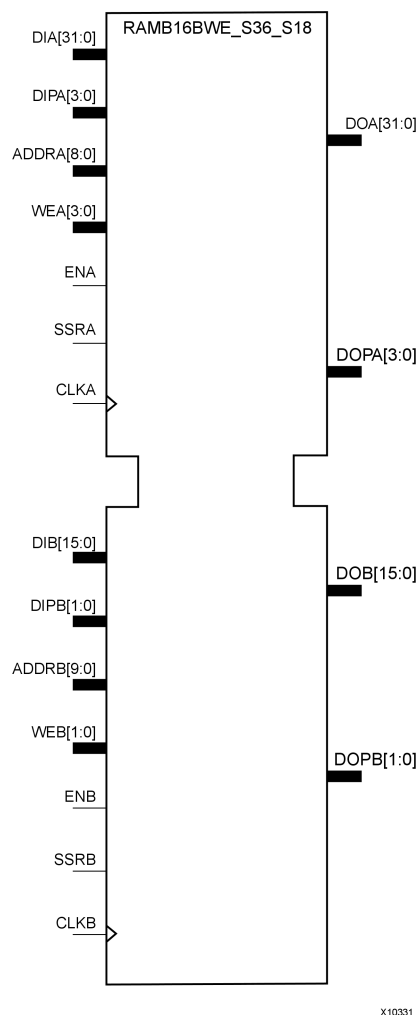 RAMB16BWE_S36_S18
DIA[31:0]
DIPA[3:0]
ADDRA[8:0]
WEA[3:0]
ENA
SSRA
CLKA
DOA[31:0]
DOPA[3:0]
DIB[15:0]
DIPB[1:0]
ADDRB[9:0]
WEB[1:0]
ENB
SSRB
CLKB
DOB[15:0]
DOPB[1:0]
X10331